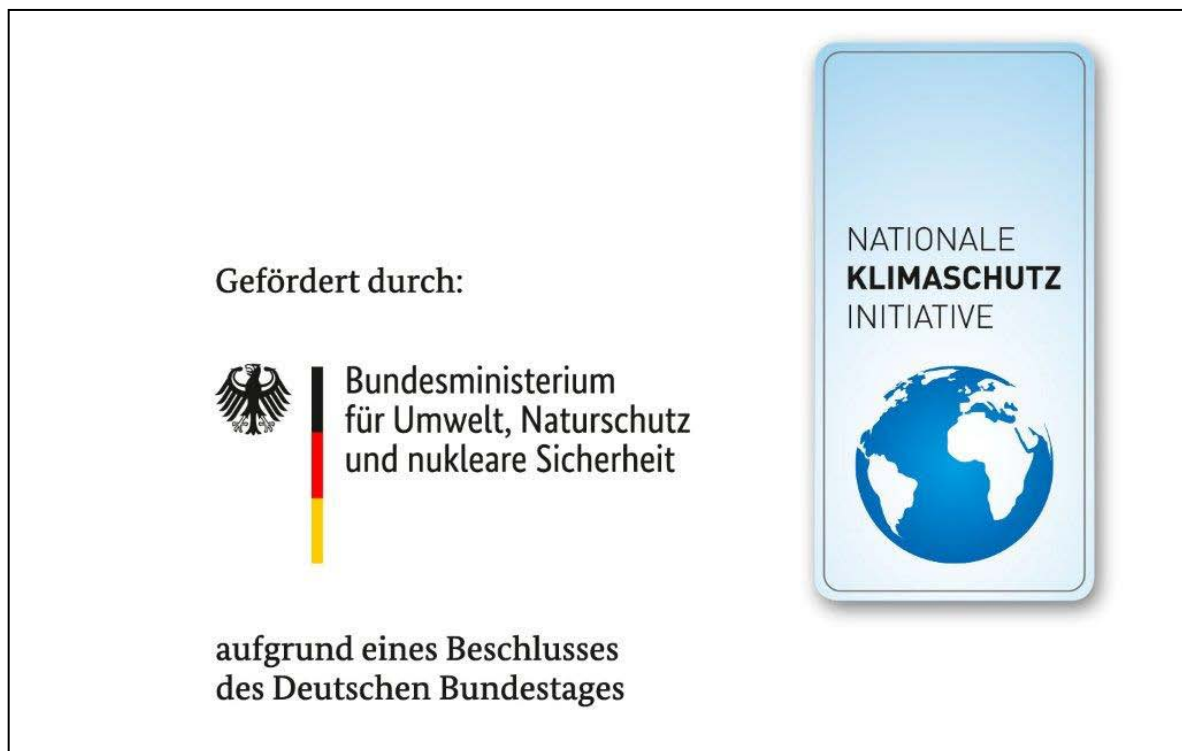 Gefördert durch:
Bundesministerium
für Umwelt, Naturschutz
und nukleare Sicherheit
aufgrund eines Beschlusses
des Deutschen Bundestages
NATIONALE
KLIMASCHUTZ
INITIATIVE